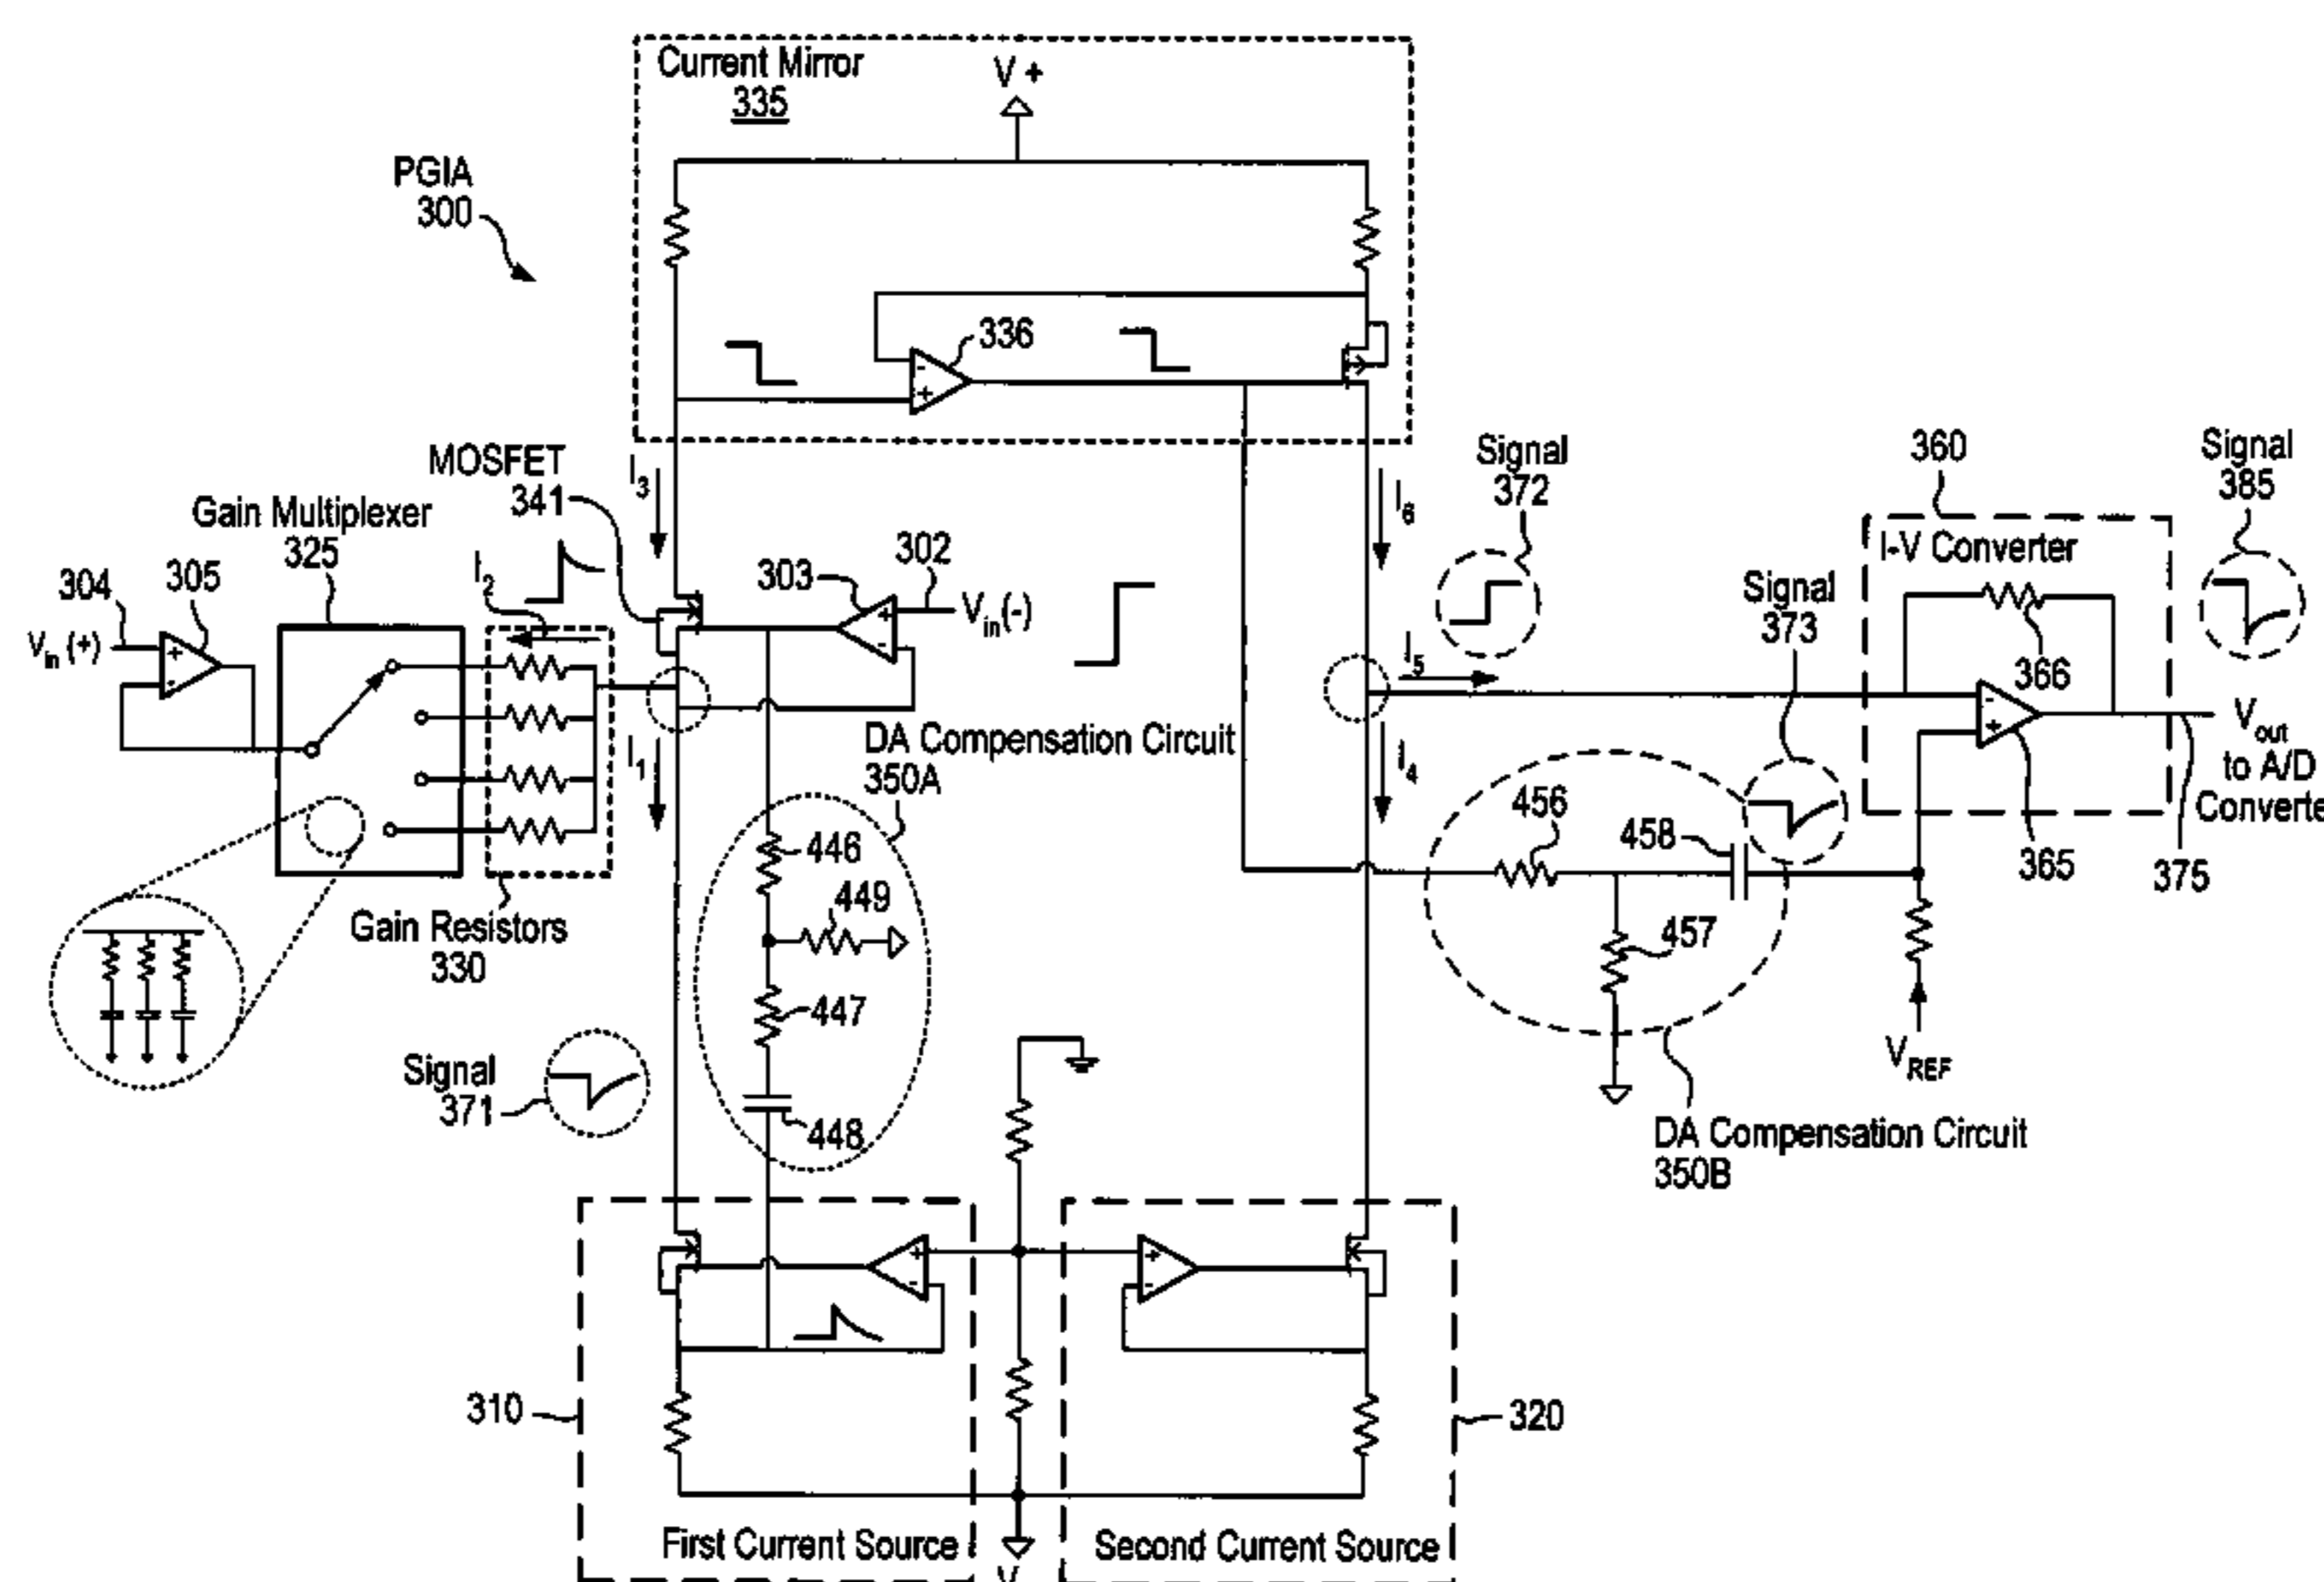 Current Mirror
335
V +
PGIA
300
336
MOSFET
341
I3
I6
Signal
372
360
Signal
385
Gain Multiplexer
325
I2
304
305
303
302
Vin (+)
Vin(-)
I-V Converter
Signal
373
366
I5
I1
I4
DA Compensation Circuit
350A
Vout
to A/D
Converte
446
456
458
365
375
449
457
Gain Resistors
330
447
VREF
Signal
371
448
DA Compensation Circuit
350B
310
320
First Current Source
Second Current Source
V